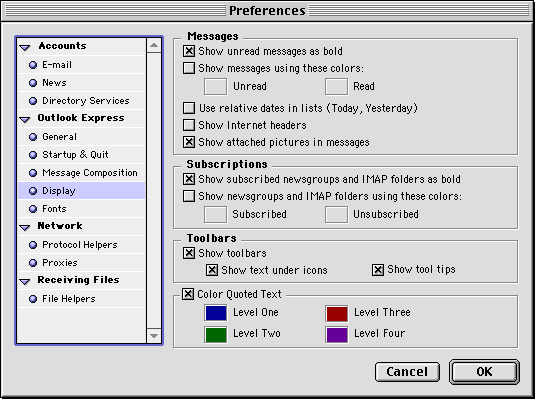 Preferences
Accounts
E-mail
News
Directory Services
Outlook Express
General
Startup & Quit
Message Composition
Display
Fonts
Network
Protocol Helpers
Proxies
Receiving Files
File Helpers
Messages
Show unread messages as bold
Show messages using these colors:
Unread Read
Use relative dates in lists (Today, Yesterday)
Show Internet headers
Show attached pictures in messages
Subscriptions
Show subscribed newsgroups and IMAP folders as bold
Show newsgroups and IMAP folders using these colors:
Subscribed Unsubscribed
Toolbars
Show toolbars
Show text under icons Show tool tips
Color Quoted Text
Level One Level Three
Level Two Level Four
Cancel OK